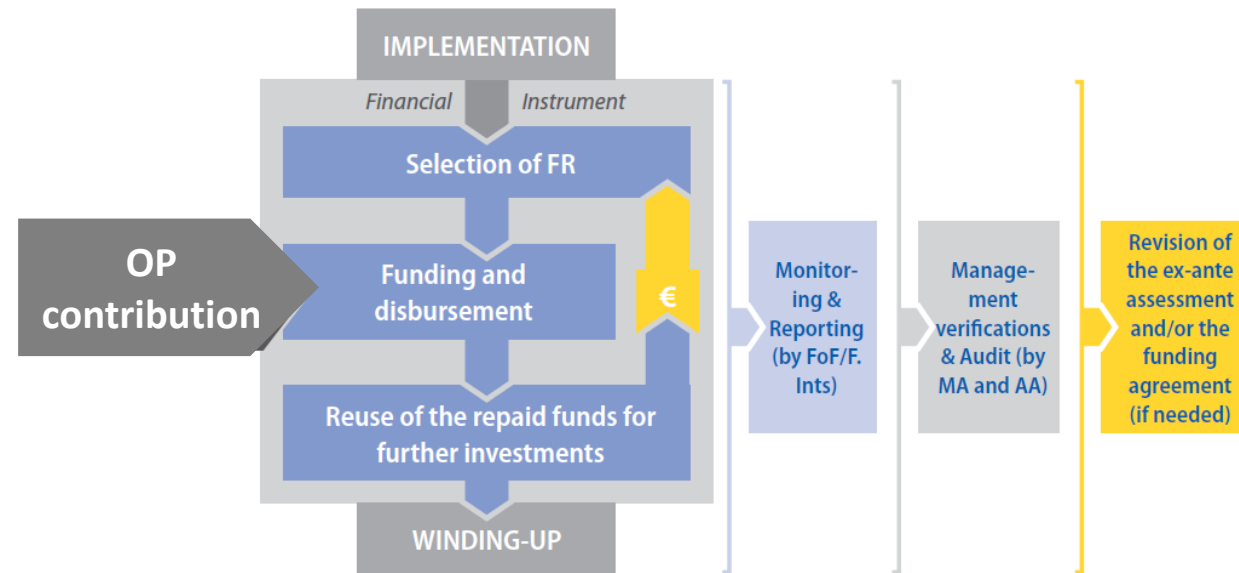 IMPLEMENTATION
Financial Instrument
Selection of FR
OP
contribution
Funding and
disbursement
€
Reuse of the repaid funds for
further investments
WINDING-UP
Monitor-
ing &
Reporting
(by FoF/F.
Ints)
Manage-
ment
verifications
& Audit (by
MA and AA)
Revision of
the ex-ante
assessment
and/or the
funding
agreement
(if needed)